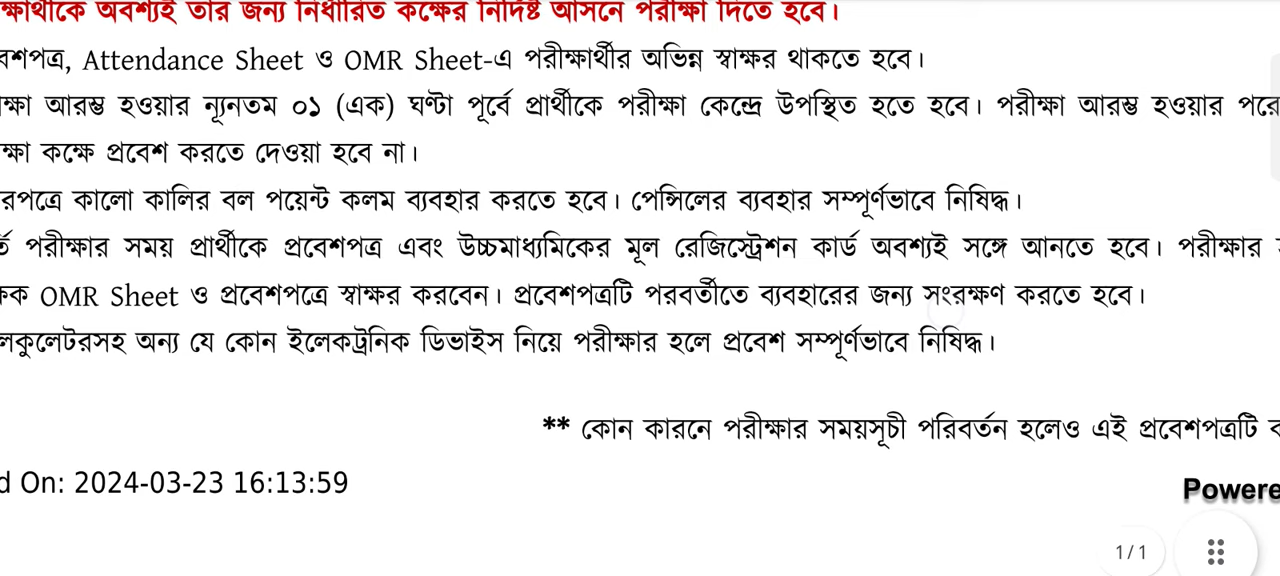 ক্ষার্থীকে অবশ্যই তার জন্য নির্ধারিত কক্ষের নির্দিষ্ট আসনে পরীক্ষা দিতে হবে।
বেশপত্র, Attendance Sheet ও OMR Sheet-এ পরীক্ষার্থীর অভিন্ন স্বাক্ষর থাকতে হবে।
ক্ষা আরম্ভ হওয়ার ন্যূনতম ০১ (এক) ঘণ্টা পূর্বে প্রার্থীকে পরীক্ষা কেন্দ্রে উপস্থিত হতে হবে। পরীক্ষা আরম্ভ হওয়ার পরে
ক্ষা কক্ষে প্রবেশ করতে দেওয়া হবে না।
রপত্রে কালো কালির বল পয়েন্ট কলম ব্যবহার করতে হবে। পেন্সিলের ব্যবহার সম্পূর্ণভাবে নিষিদ্ধ।
র্তি পরীক্ষার সময় প্রার্থীকে প্রবেশপত্র এবং উচ্চমাধ্যমিকের মূল রেজিস্ট্রেশন কার্ড অবশ্যই সঙ্গে আনতে হবে। পরীক্ষার
ক্ষক OMR Sheet ও প্রবেশপত্রে স্বাক্ষর করবেন। প্রবেশপত্রটি পরবর্তীতে ব্যবহারের জন্য সংরক্ষণ করতে হবে।
লকুলেটরসহ অন্য যে কোন ইলেকট্রনিক ডিভাইস নিয়ে পরীক্ষার হলে প্রবেশ সম্পূর্ণভাবে নিষিদ্ধ।
** কোন কারনে পরীক্ষার সময়সূচী পরিবর্তন হলেও এই প্রবেশপত্রটি ব
d On: 2024-03-23 16:13:59
Powere
1/1